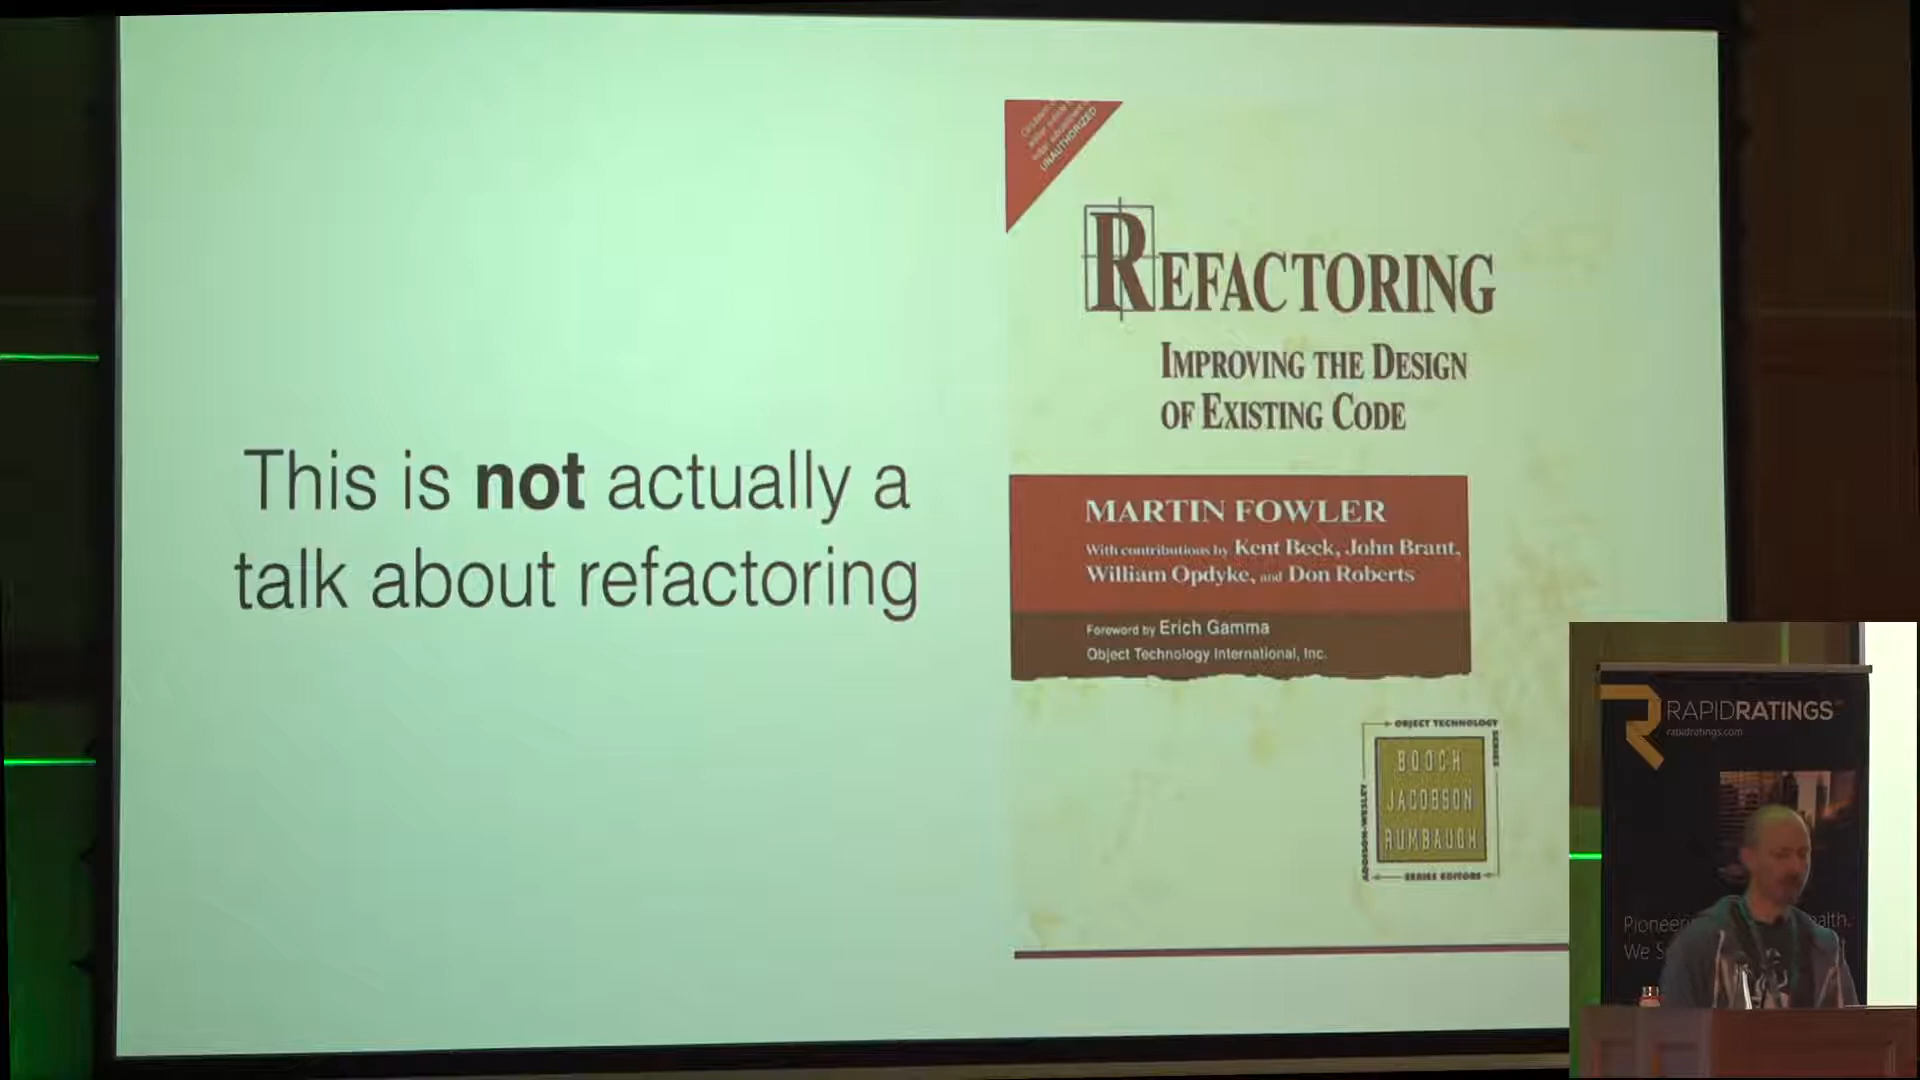 This is not actually a
talk about refactoring
UNAUTHORIZED
REFACTORING
IMPROVING THE DESIGN
OF EXISTING CODE
MARTIN FOWLER
With contributions by Kent Beck, John Brant,
William Opdyke, and Don Roberts
Foreword by Erich Gamma
Object Technology International, Inc.
OBJECT TECHNOLOGY
SERIES
BOOCH
JACOBSON
RUMBAUGH
ADDISON-WESLEY
SERIES EDITORS
RAPIDRATINGS
rapidratings.com
We